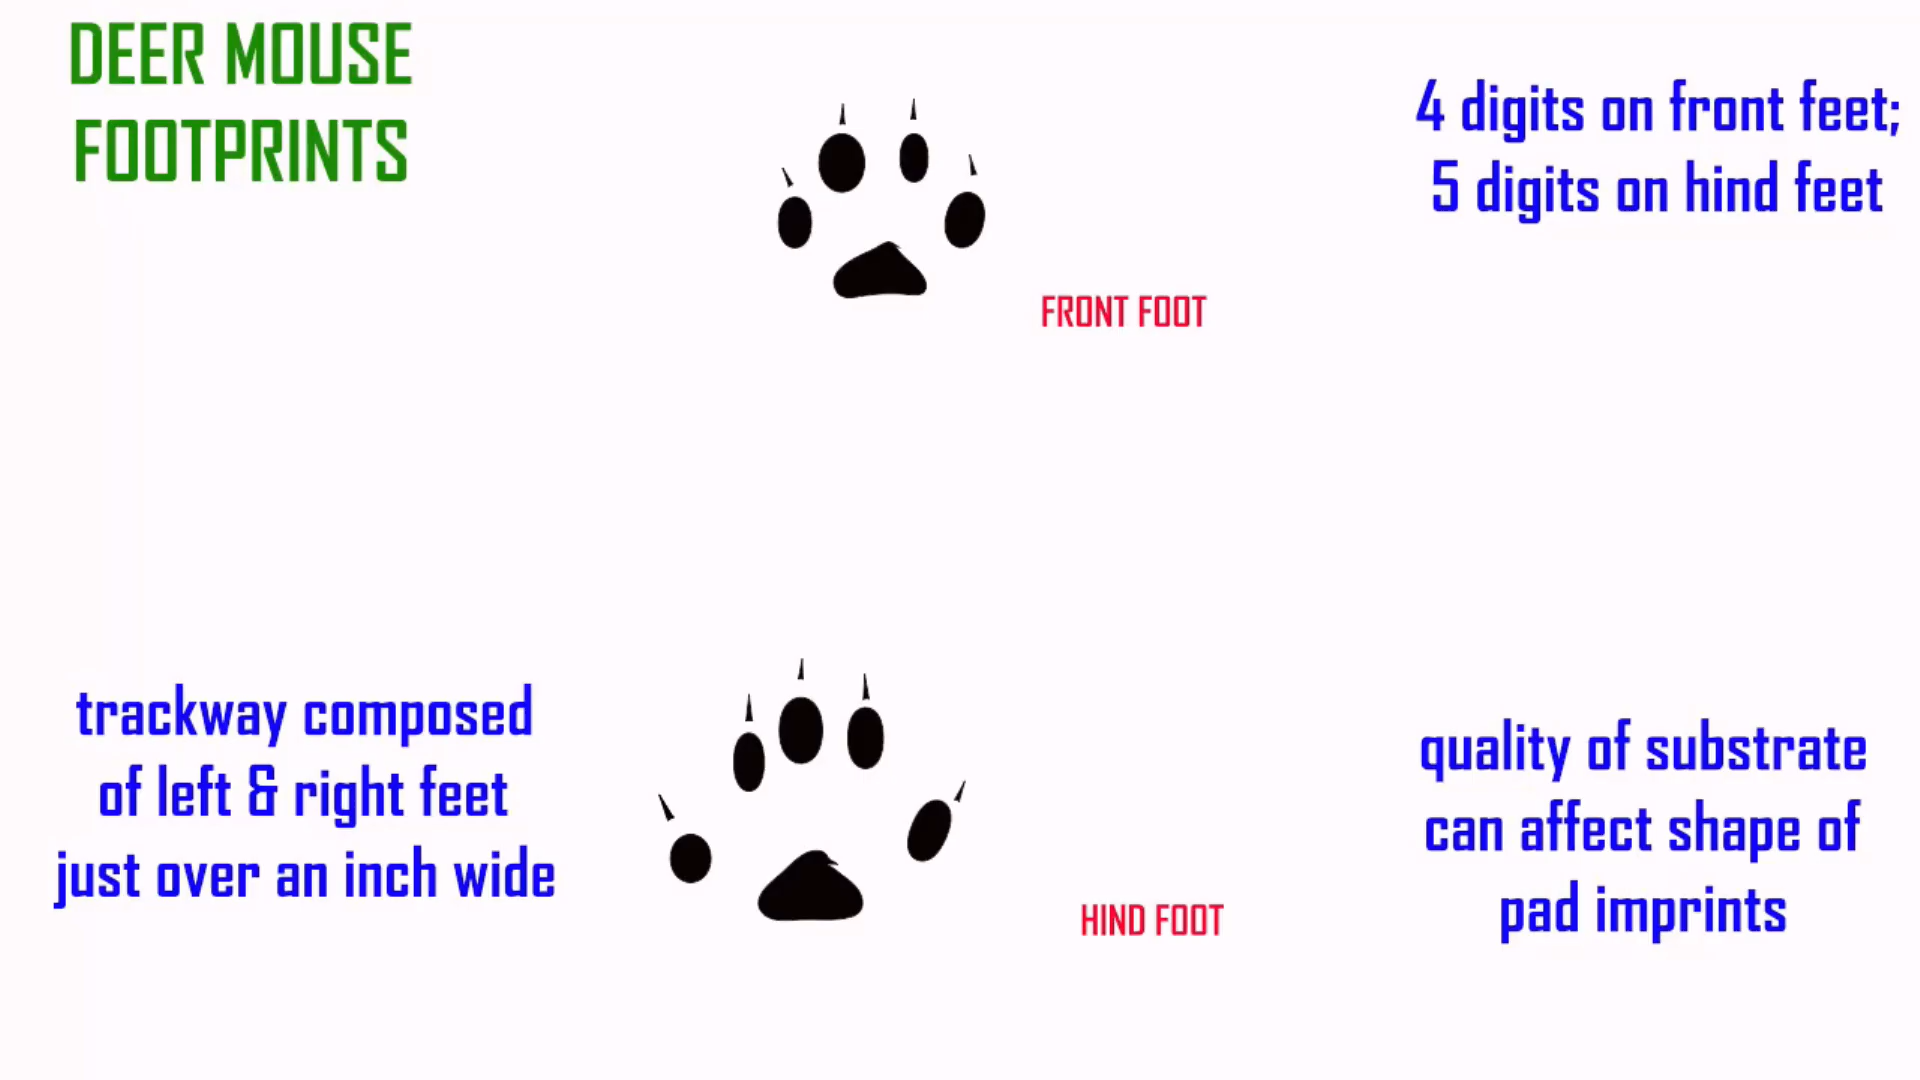 DEER MOUSE
FOOTPRINTS
4 digits on front feet;
5 digits on hind feet
FRONT FOOT
trackway composed
of left & right feet
just over an inch wide
quality of substrate
can affect shape of
pad imprints
HIND FOOT